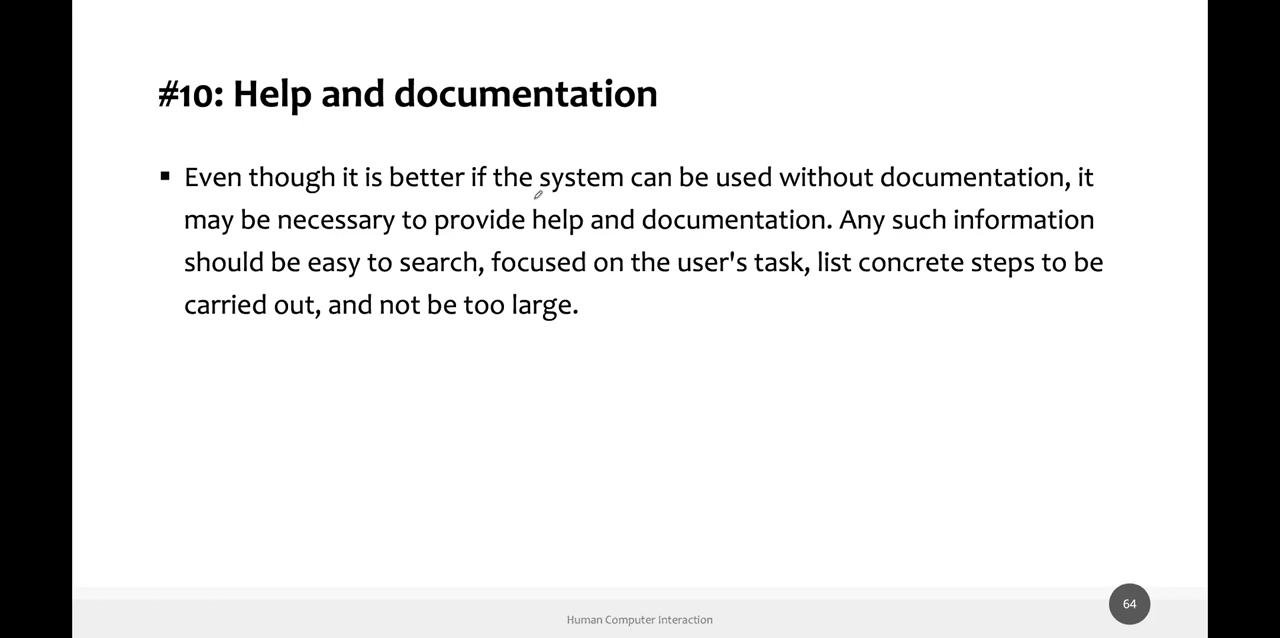 #10: Help and documentation
▪ Even though it is better if the system can be used without documentation, it
may be necessary to provide help and documentation. Any such information
should be easy to search, focused on the user's task, list concrete steps to be
carried out, and not be too large.
Human Computer Interaction
64